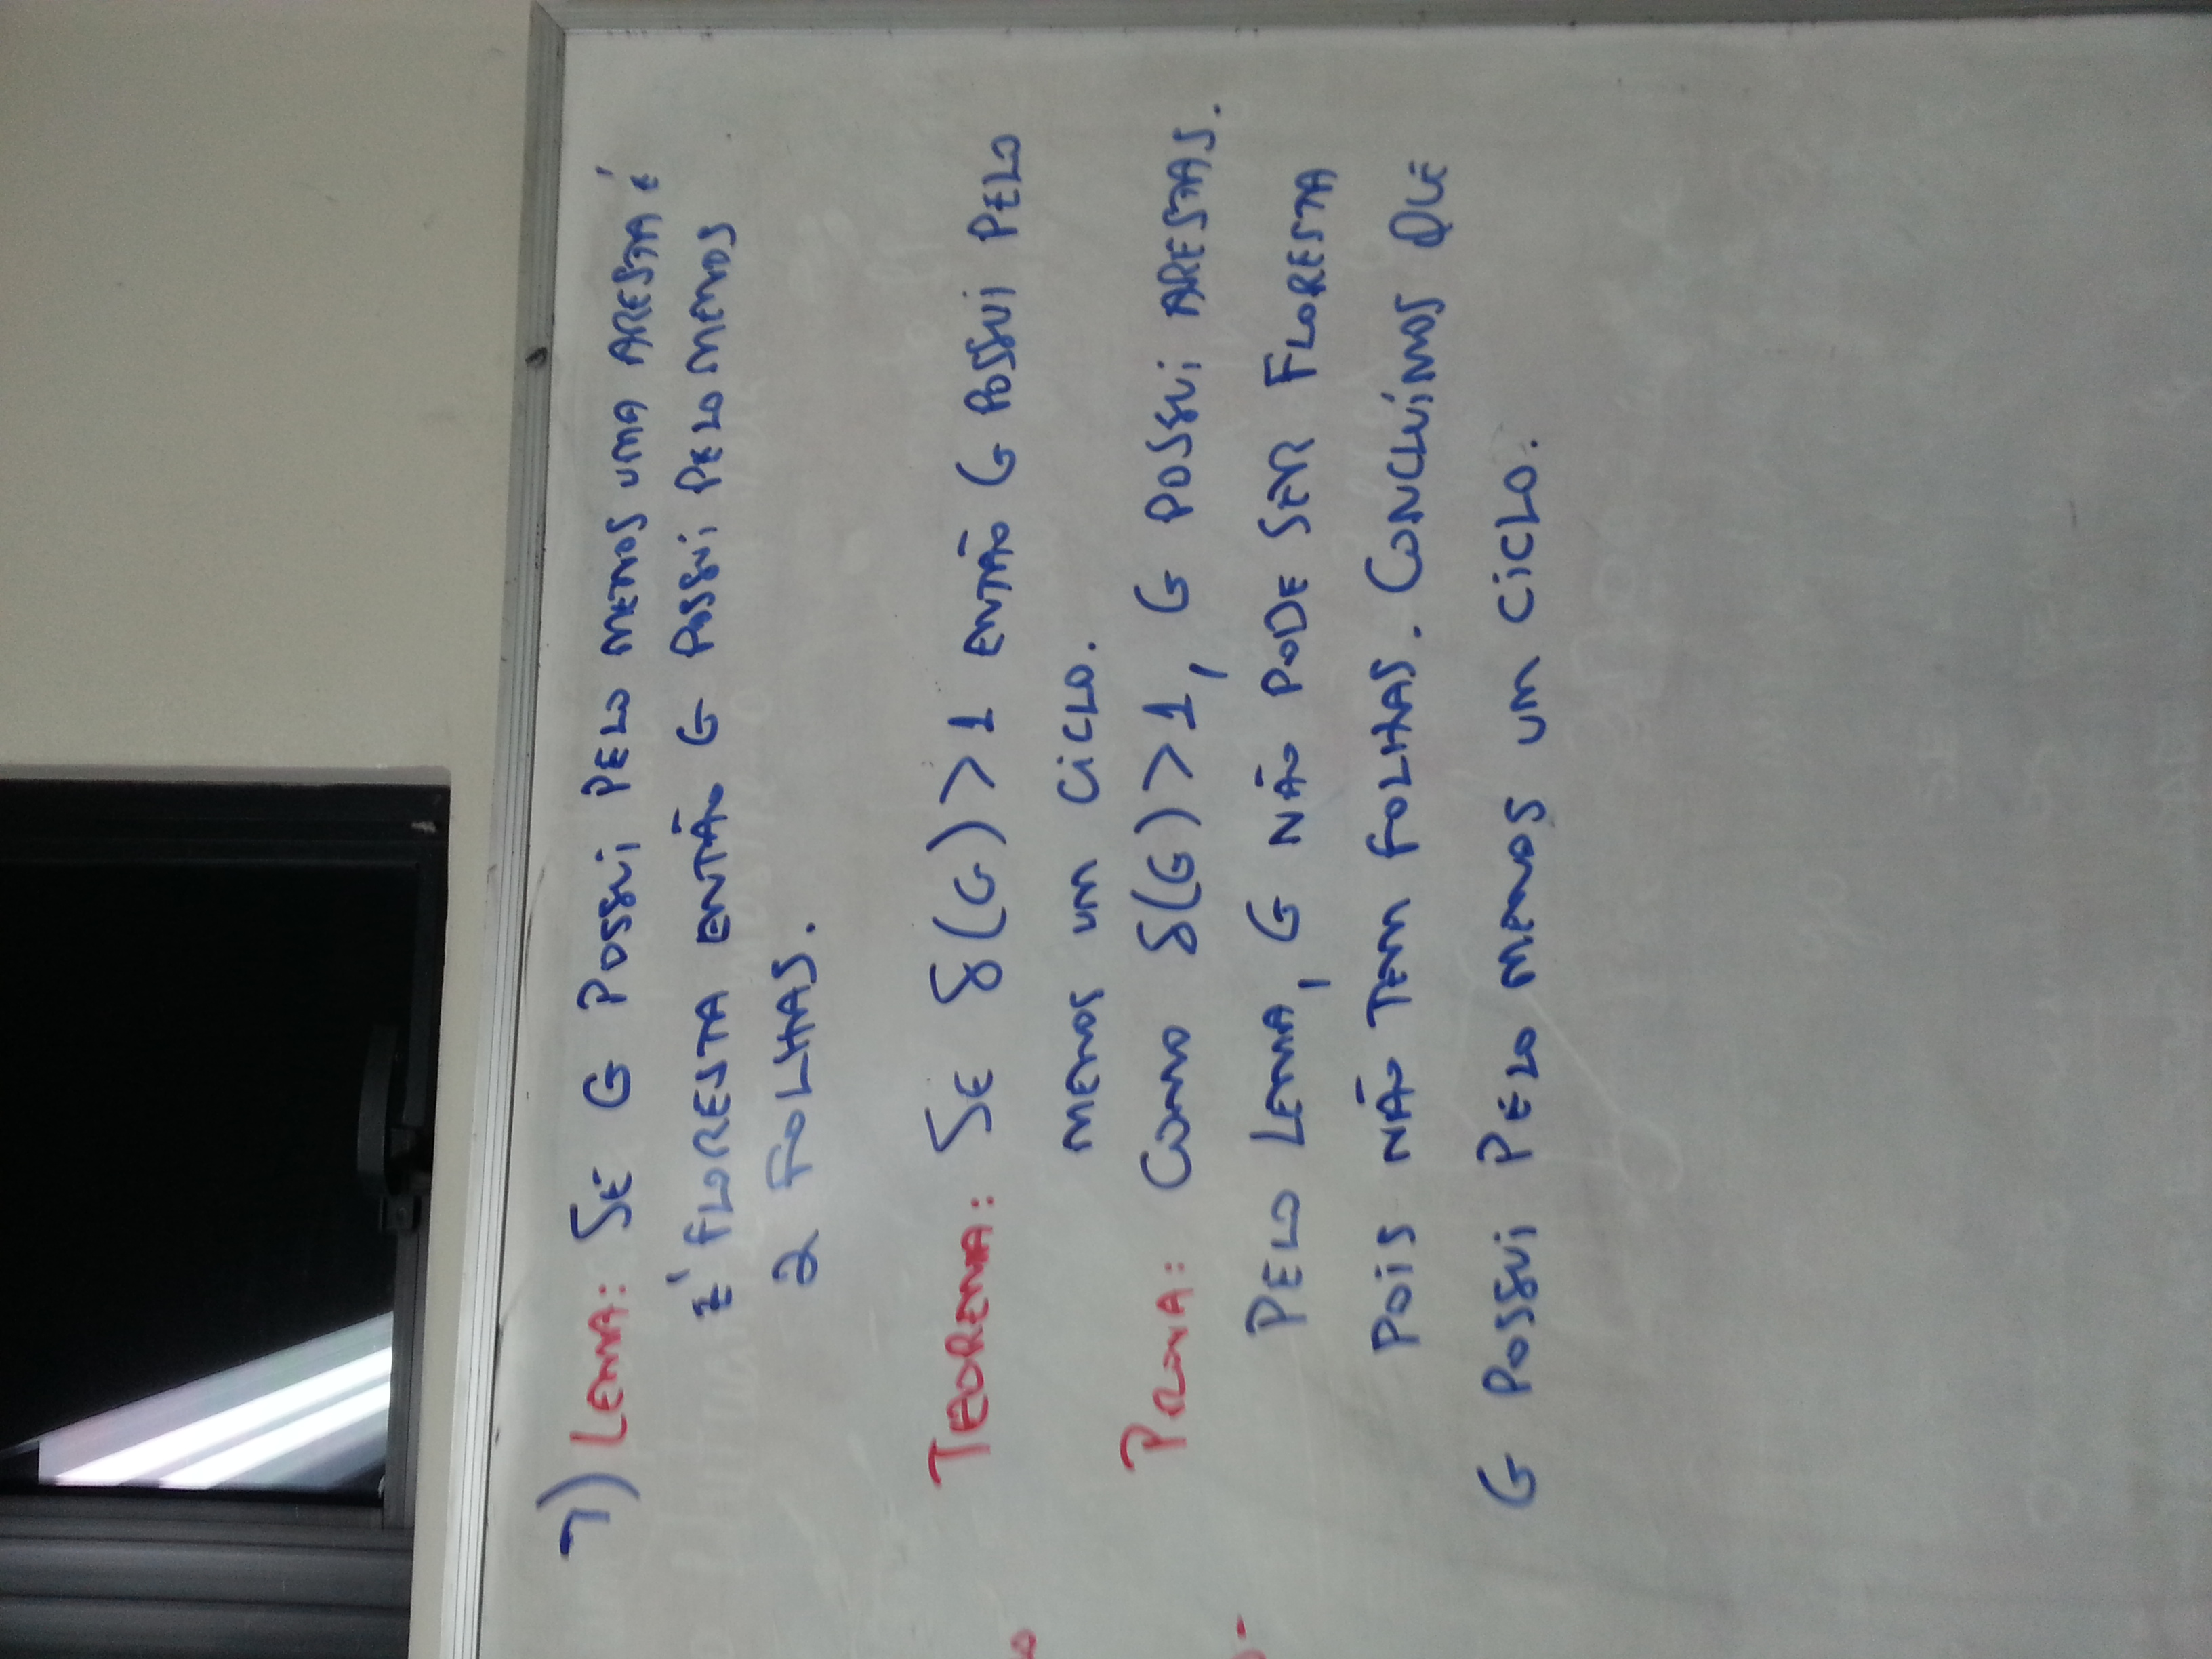 7) LEMA: SE G POSSUI PELO MENOS UMA ARESTA É
É FLORESTA ENTÃO G POSSUI PELO MENOS
2 FOLHAS.
TEOREMA: SE δ(G) > 1 ENTÃO G POSSUI PELO
MENOS UM CICLO.
PROVA: COMO δ(G) > 1, G POSSUI ARESTAS.
PELO LEMA, G NÃO PODE SER FLORESTA
POIS NÃO TEM FOLHAS. CONCLUÍMOS QUE
G POSSUI PELO MENOS UM CICLO.